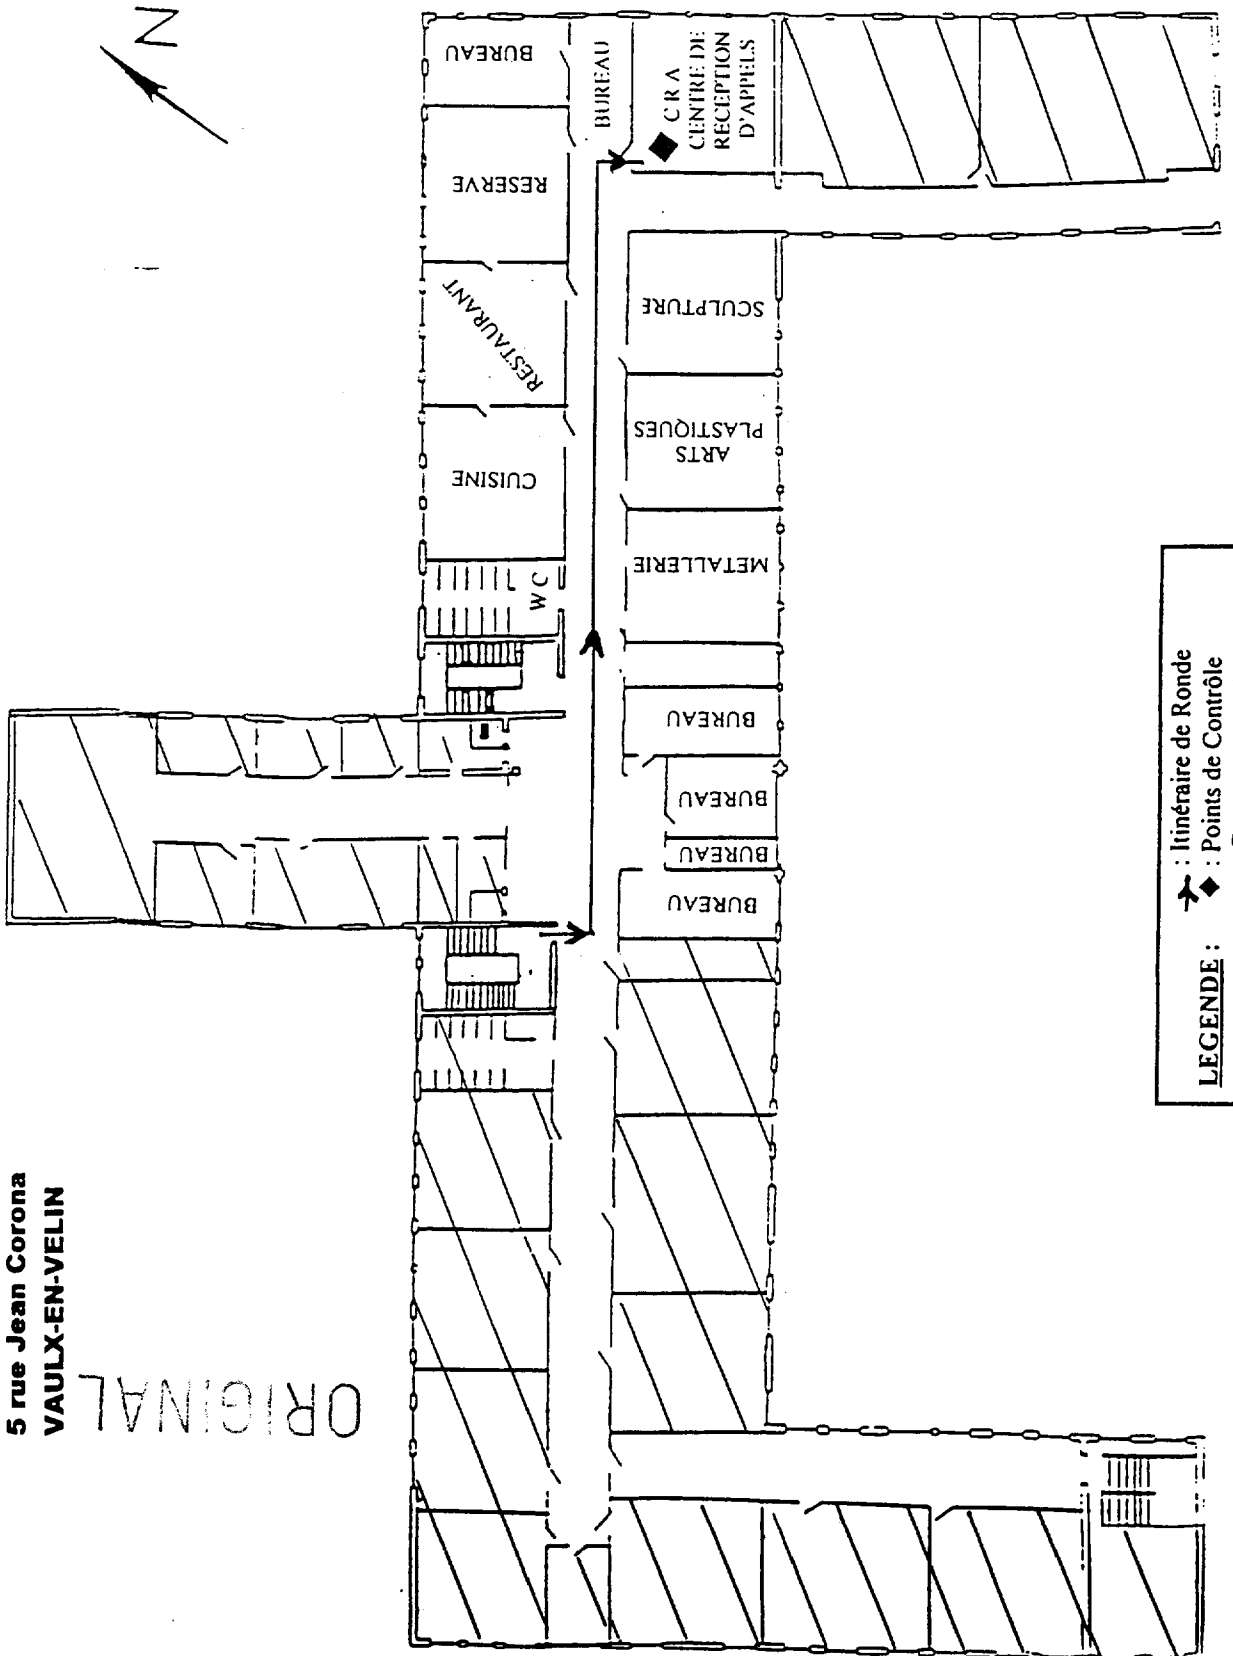 5 rue Jean Corona
VAULX-EN-VELIN
ORIGINAL
N
BUREAU
RESERVE
RESTAURANT
CUISINE
W C
BUREAU
C R A
CENTRE DE
RECEPTION
D'APPELS
SCULPTURE
ARTS
PLASTIQUES
METALLERIE
BUREAU
BUREAU
BUREAU
BUREAU
LEGENDE :
: Itinéraire de Ronde
: Points de Contrôle